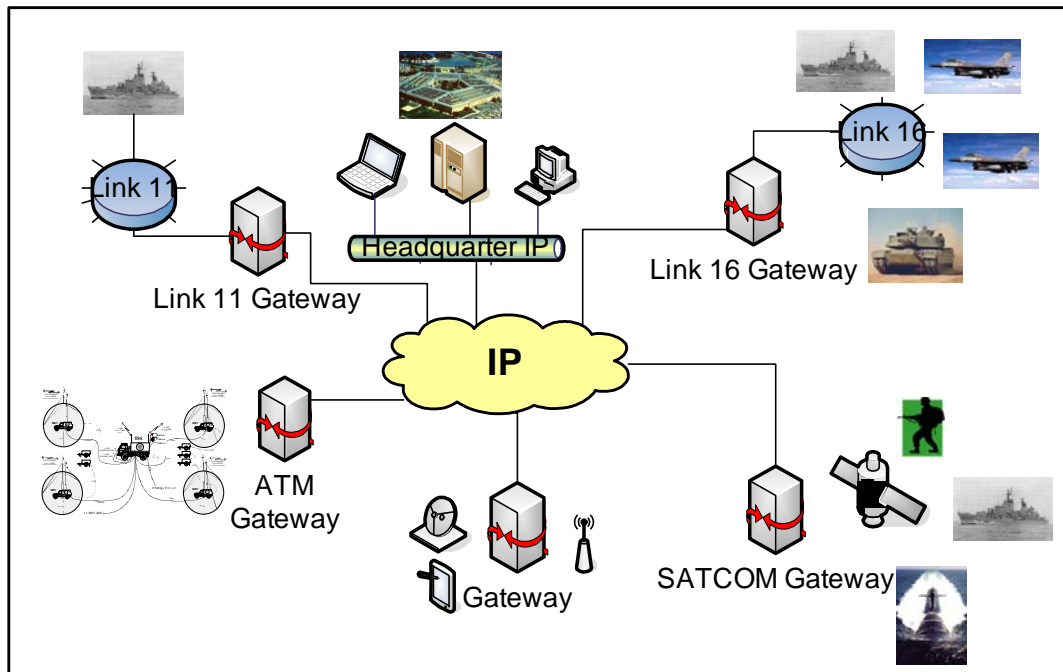 Link 11
Link 16
Headquarter IP
Link 11 Gateway
Link 16 Gateway
IP
ATM
Gateway
Gateway
SATCOM Gateway